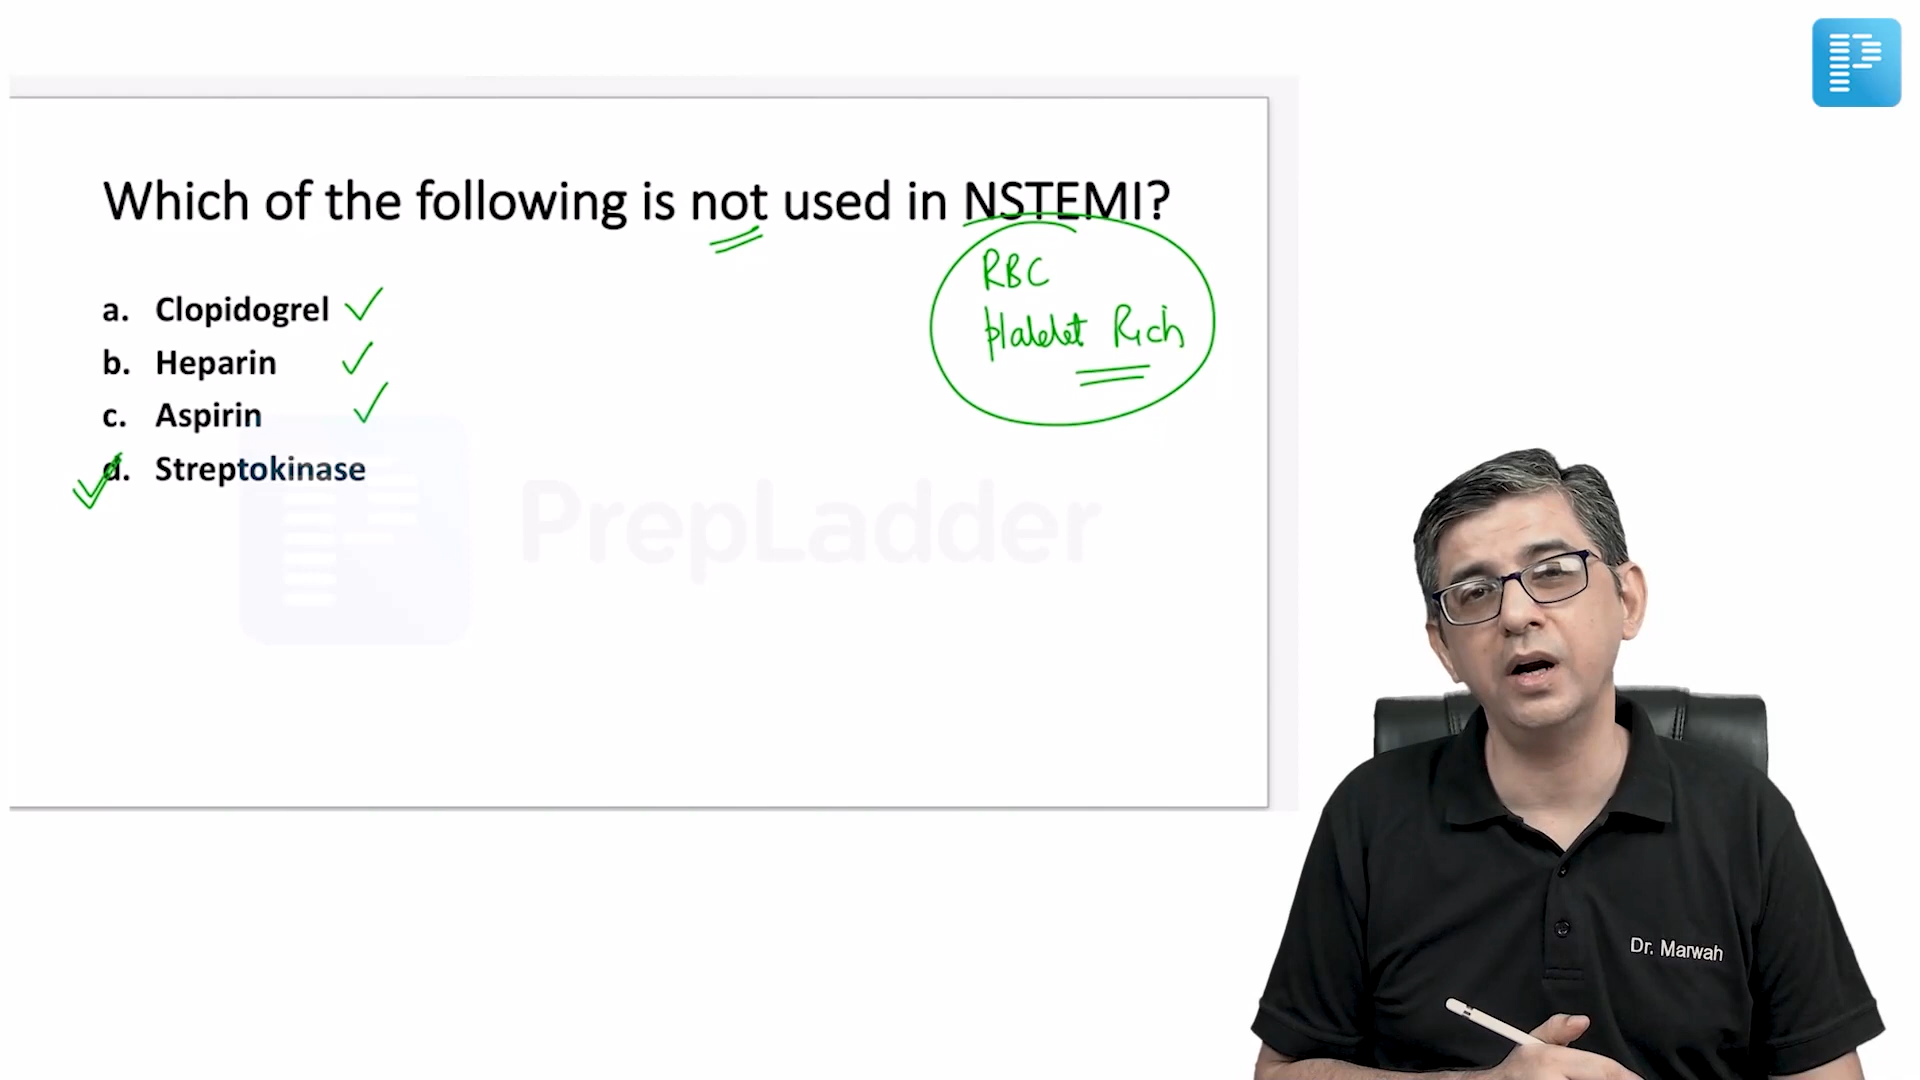 Which of the following is not used in NSTEMI?
RBC
Platelet Rich
a. Clopidogrel
b. Heparin
c. Aspirin
d. Streptokinase
PrepLadder
Dr. Marwah